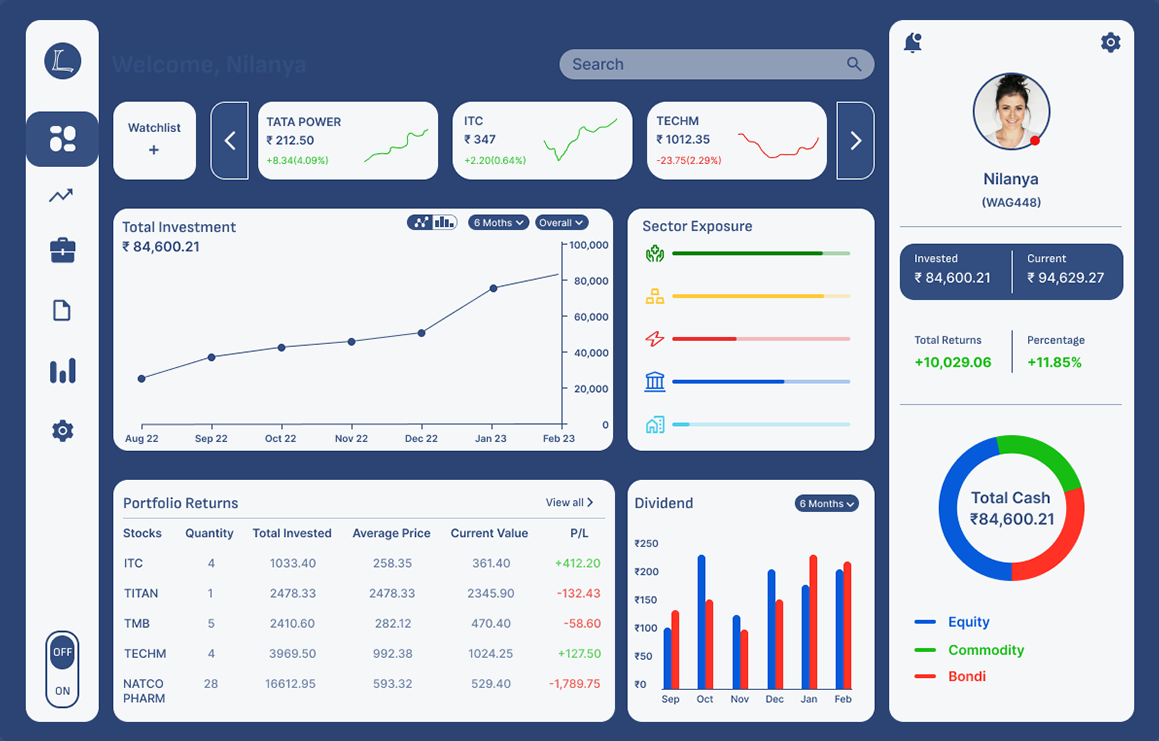 L
Welcome, Nilanya
Search
Watchlist
+
TATA POWER
₹ 212.50
+8.34(4.09%)
ITC
₹ 347
+2.20(0.64%)
TECHM
₹ 1012.35
-23.75(2.29%)
Total Investment
₹ 84,600.21
6 Moths
Overall
100,000
80,000
60,000
40,000
20,000
0
Aug 22 Sep 22 Oct 22 Nov 22 Dec 22 Jan 23 Feb 23
Sector Exposure
Portfolio Returns View all
Stocks Quantity Total Invested Average Price Current Value P/L
ITC 4 1033.40 258.35 361.40 +412.20
TITAN 1 2478.33 2478.33 2345.90 -132.43
TMB 5 2410.60 282.12 470.40 -58.60
TECHM 4 3969.50 992.38 1024.25 +127.50
NATCO 28 16612.95 593.32 529.40 -1,789.75
PHARM
Dividend 6 Months
₹250
₹200
₹150
₹100
₹50
₹0
Sep Oct Nov Dec Jan Feb
Nilanya
(WAG448)
Invested Current
₹ 84,600.21 ₹ 94,629.27
Total Returns Percentage
+10,029.06 +11.85%
Total Cash
₹84,600.21
Equity
Commodity
Bondi
OFF
ON